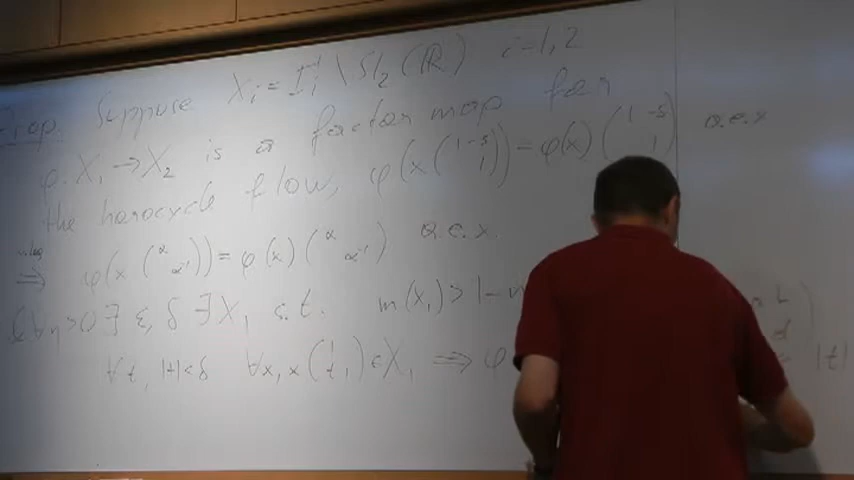 Prop. Suppose X_i = Γ_i \ SL_2(ℝ) i=1,2
φ: X_1 → X_2 is a factor map for
the horocycle flow, φ(x (1 -s; 1)) = φ(x) (1 -s; 1) a.e. x
⇒ φ(x (α; α^{-1})) = φ(x) (α; α^{-1}) a.e. x.
∀η>0 ∃ ε, δ ∃ X_1 s.t. m(X_1) > 1-η
∀t, |t|<δ ∀x, x (1; t 1) ∈ X_1 ⇒ φ |t|